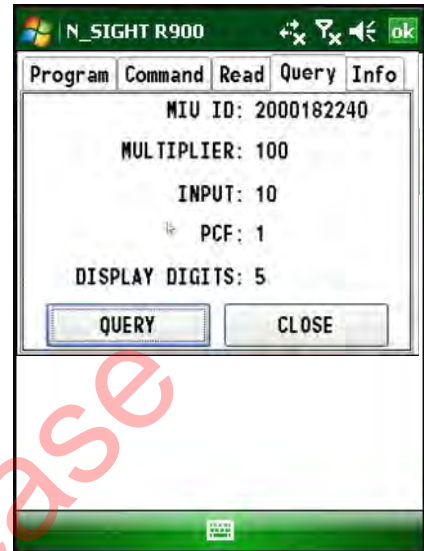 N_SIGHT R900 ok
Program Command Read Query Info
MIU ID: 2000182240
MULTIPLIER: 100
INPUT: 10
PCF: 1
DISPLAY DIGITS: 5
QUERY CLOSE
ase